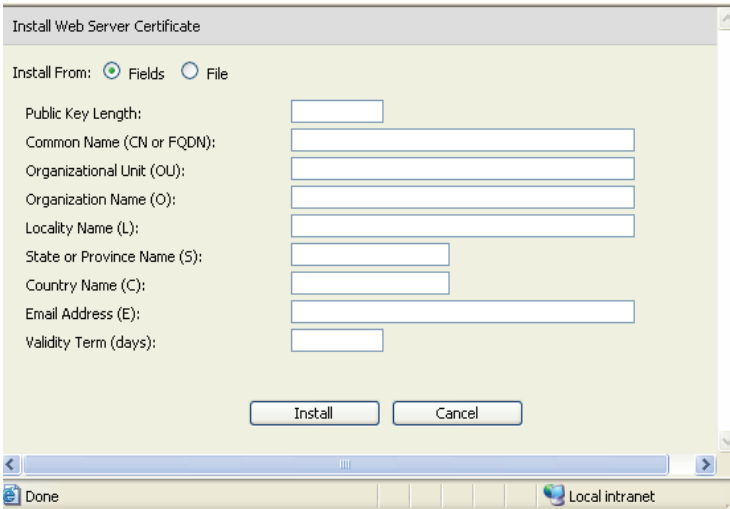 Install Web Server Certificate
Install From: Fields File
Public Key Length:
Common Name (CN or FQDN):
Organizational Unit (OU):
Organization Name (O):
Locality Name (L):
State or Province Name (S):
Country Name (C):
Email Address (E):
Validity Term (days):
Install Cancel
Done Local intranet